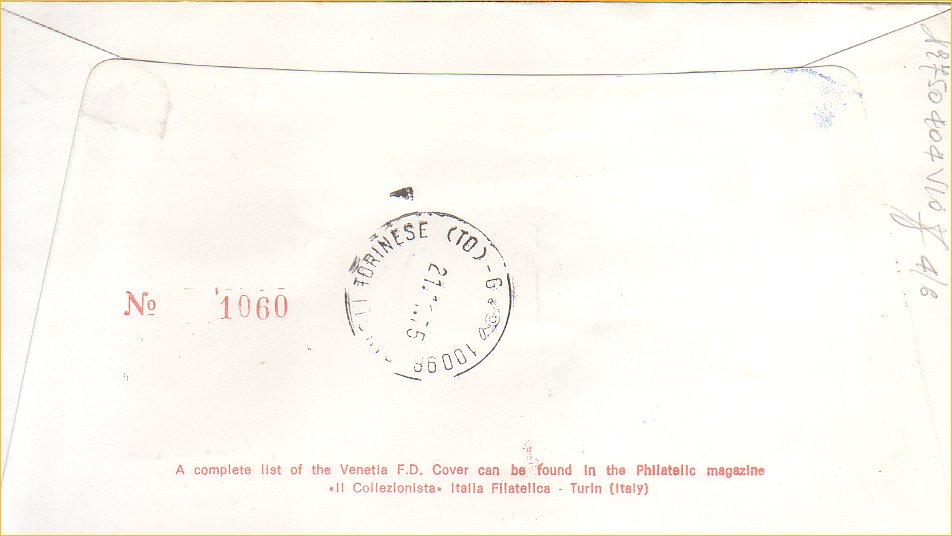 No 1060
TORINESE (TO) - G
10098
A complete list of the Venetia F.D. Cover can be found in the Philatelic magazine
«Il Collezionista» Italia Filatelica - Turin (Italy)